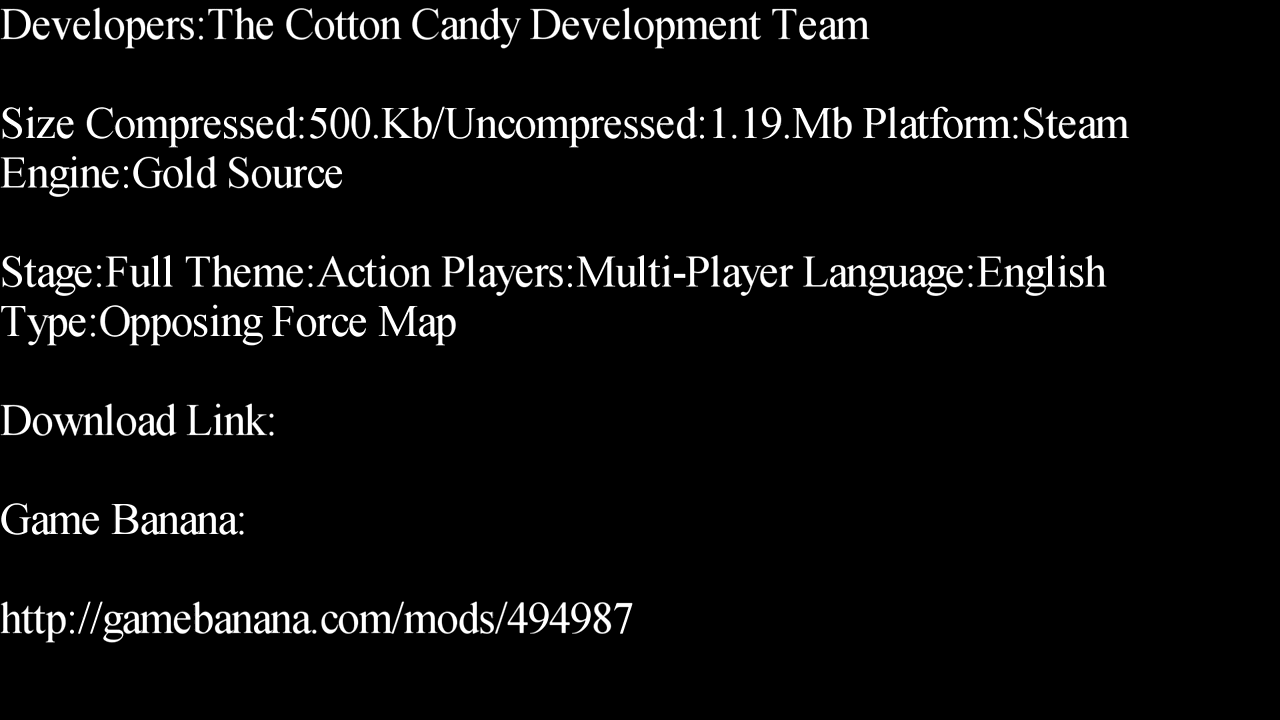 Developers:The Cotton Candy Development Team
Size Compressed:500.Kb/Uncompressed:1.19.Mb Platform:Steam
Engine:Gold Source
Stage:Full Theme:Action Players:Multi-Player Language:English
Type:Opposing Force Map
Download Link:
Game Banana:
http://gamebanana.com/mods/494987